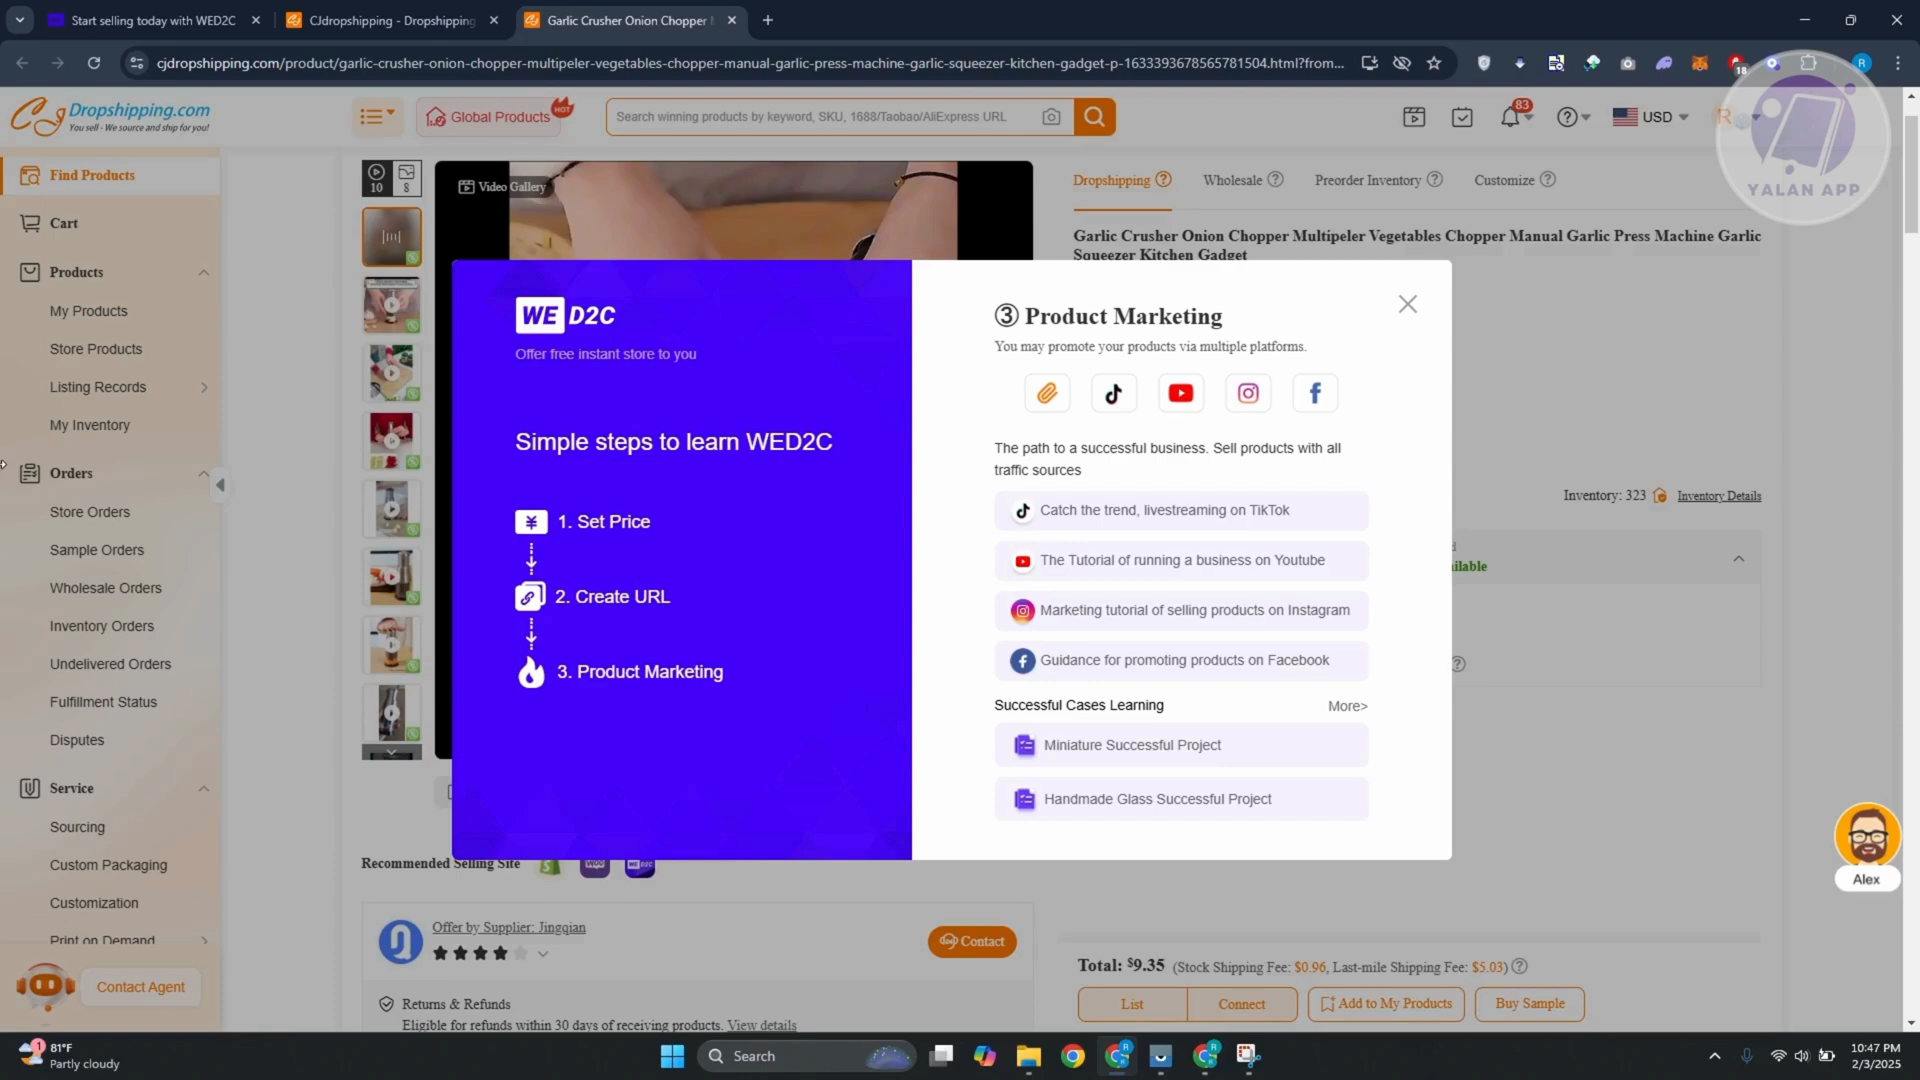 Start selling today with WED2C
CJdropshipping - Dropshipping
Garlic Crusher Onion Chopper
cjdropshipping.com/product/garlic-crusher-onion-chopper-multipeler-vegetables-chopper-manual-garlic-press-machine-garlic-squeezer-kitchen-gadget-p-1633393678565781504.html?from...
18
R
CJ Dropshipping.com
You sell - We source and ship for you!
Global Products
HOT
Search winning products by keyword, SKU, 1688/Taobao/AliExpress URL
83
USD
R
YALAN APP
Find Products
Cart
Products
My Products
Store Products
Listing Records
My Inventory
Orders
Store Orders
Sample Orders
Wholesale Orders
Inventory Orders
Undelivered Orders
Fulfillment Status
Disputes
Service
Sourcing
Custom Packaging
Customization
Print on Demand
Contact Agent
10
8
Video Gallery
Dropshipping
Wholesale
Preorder Inventory
Customize
Garlic Crusher Onion Chopper Multipeler Vegetables Chopper Manual Garlic Press Machine Garlic
Squeezer Kitchen Gadget
Inventory: 323
Inventory Details
ilable
WE D2C
Offer free instant store to you
Simple steps to learn WED2C
¥ 1. Set Price
2. Create URL
3. Product Marketing
③ Product Marketing
You may promote your products via multiple platforms.
The path to a successful business. Sell products with all
traffic sources
Catch the trend, livestreaming on TikTok
The Tutorial of running a business on Youtube
Marketing tutorial of selling products on Instagram
Guidance for promoting products on Facebook
Successful Cases Learning
More>
Miniature Successful Project
Handmade Glass Successful Project
Alex
Recommended Selling Site
Offer by Supplier: Jingqian
Contact
Returns & Refunds
Eligible for refunds within 30 days of receiving products. View details
Total: $9.35 (Stock Shipping Fee: $0.96, Last-mile Shipping Fee: $5.03)
List
Connect
Add to My Products
Buy Sample
1
81°F
Partly cloudy
Search
10:47 PM
2/3/2025